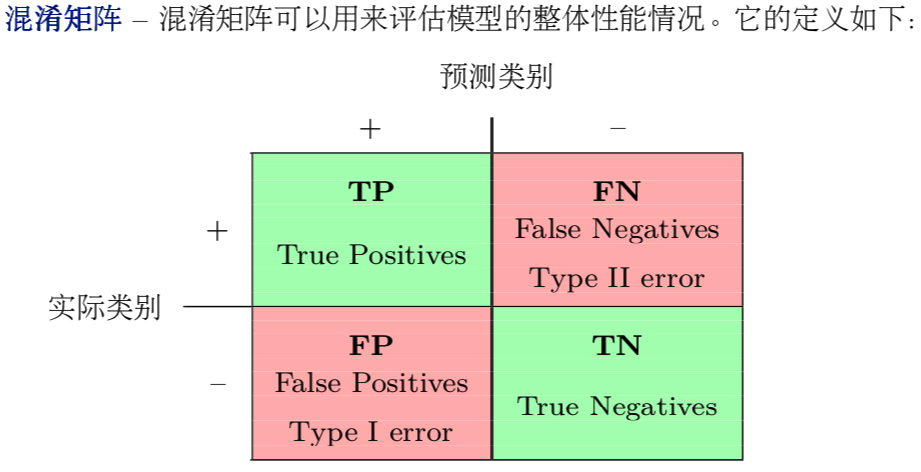 混淆矩阵 – 混淆矩阵可以用来评估模型的整体性能情况。它的定义如下:
预测类别
+ –
TP FN
+ False Negatives
True Positives
Type II error
实际类别
FP TN
– False Positives
True Negatives
Type I error